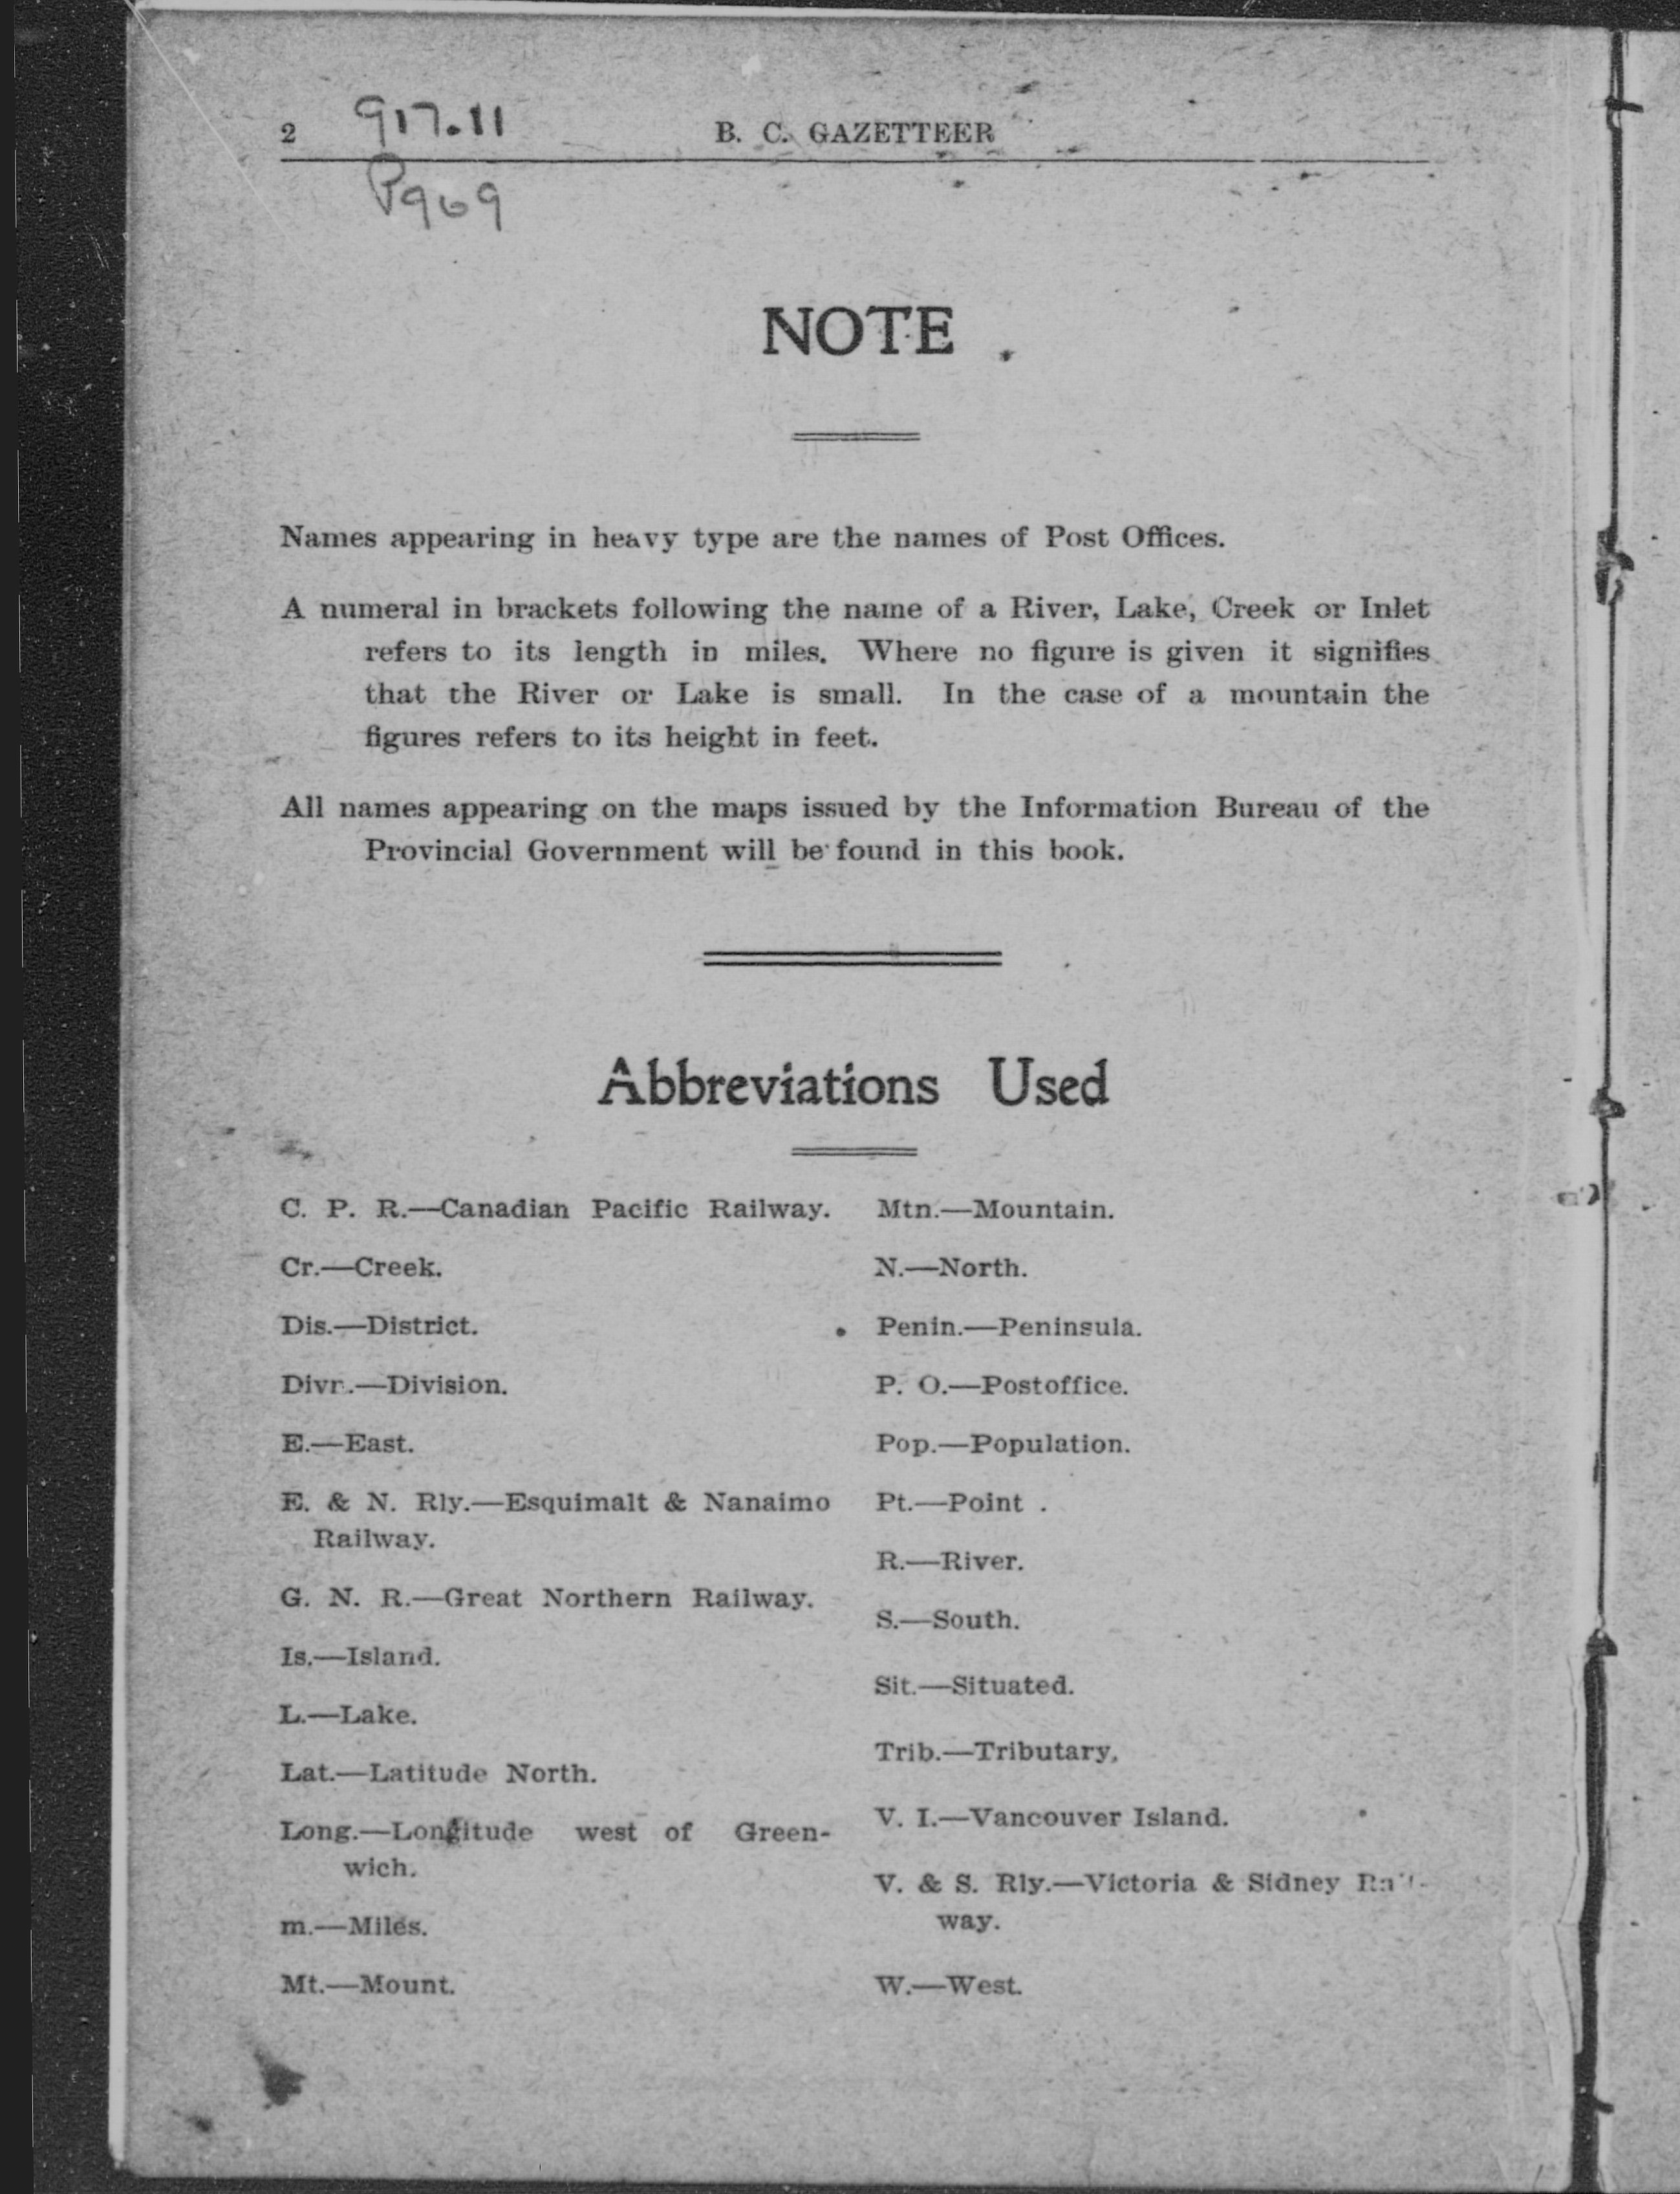 2 917.11 B. C. GAZETTEER
P969
NOTE
Names appearing in heavy type are the names of Post Offices.
A numeral in brackets following the name of a River, Lake, Creek or Inlet
refers to its length in miles. Where no figure is given it signifies
that the River or Lake is small. In the case of a mountain the
figures refers to its height in feet.
All names appearing on the maps issued by the Information Bureau of the
Provincial Government will be found in this book.
Abbreviations Used
C. P. R.—Canadian Pacific Railway.
Cr.—Creek.
Dis.—District.
Divn.—Division.
E.—East.
E. & N. Rly.—Esquimalt & Nanaimo
Railway.
G. N. R.—Great Northern Railway.
Is.—Island.
L.—Lake.
Lat.—Latitude North.
Long.—Longitude west of Green-
wich.
m.—Miles.
Mt.—Mount.
Mtn.—Mountain.
N.—North.
Penin.—Peninsula.
P. O.—Postoffice.
Pop.—Population.
Pt.—Point .
R.—River.
S.—South.
Sit.—Situated.
Trib.—Tributary.
V. I.—Vancouver Island.
V. & S. Rly.—Victoria & Sidney Rail-
way.
W.—West.